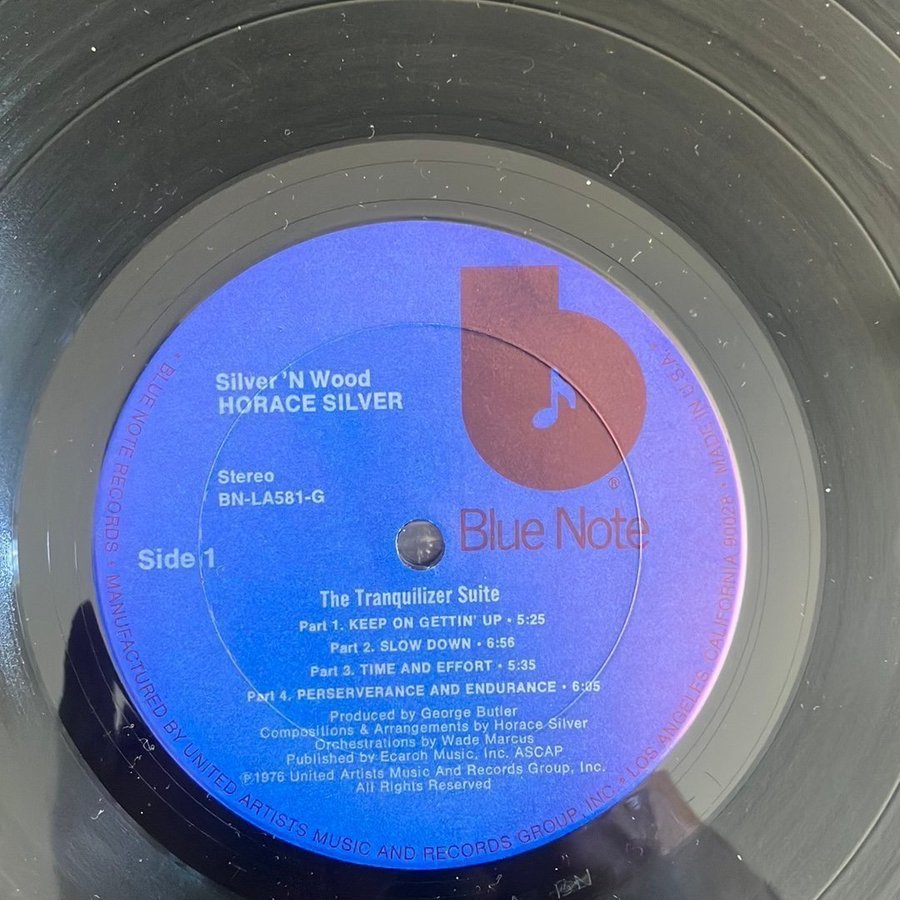 Silver 'N Wood
HORACE SILVER
Stereo
BN-LA581-G
Side 1
b
®
Blue Note
The Tranquilizer Suite
Part 1. KEEP ON GETTIN' UP • 5:25
Part 2. SLOW DOWN • 6:56
Part 3. TIME AND EFFORT • 5:35
Part 4. PERSERVERANCE AND ENDURANCE • 6:05
Produced by George Butler
Compositions & Arrangements by Horace Silver
Orchestrations by Wade Marcus
Published by Ecaroh Music, Inc. ASCAP
℗1976 United Artists Music And Records Group, Inc.
All Rights Reserved
• BLUE NOTE RECORDS • MANUFACTURED BY UNITED ARTISTS MUSIC AND RECORDS GROUP, INC. • LOS ANGELES, CALIFORNIA 90028 • MADE IN U.S.A. •